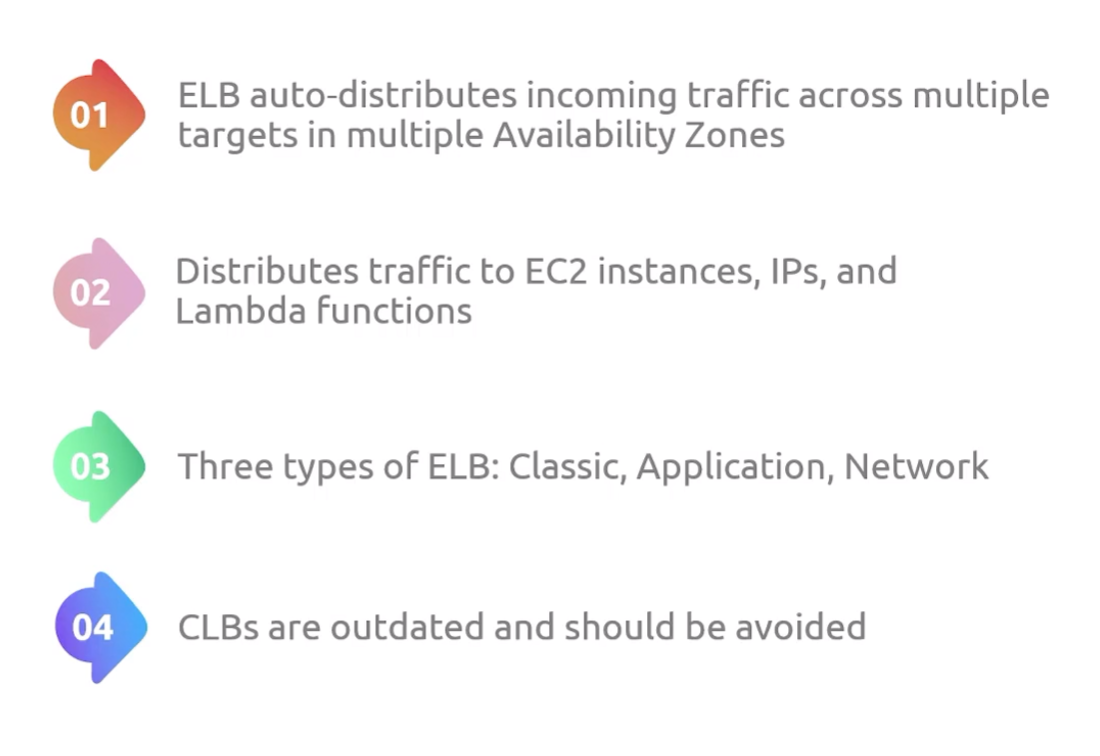 01
ELB auto-distributes incoming traffic across multiple
targets in multiple Availability Zones
02
Distributes traffic to EC2 instances, IPs, and
Lambda functions
03
Three types of ELB: Classic, Application, Network
04
CLBs are outdated and should be avoided